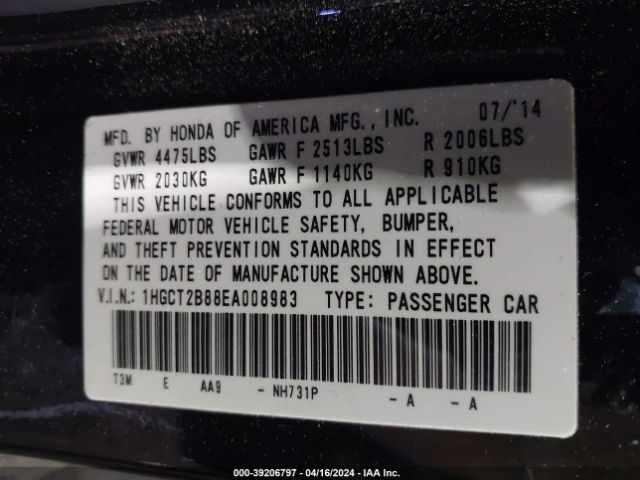 MFD. BY HONDA OF AMERICA MFG., INC. 07/'14
GVWR 4475LBS GAWR F 2513LBS R 2006LBS
GVWR 2030KG GAWR F 1140KG R 910KG
THIS VEHICLE CONFORMS TO ALL APPLICABLE
FEDERAL MOTOR VEHICLE SAFETY, BUMPER,
AND THEFT PREVENTION STANDARDS IN EFFECT
ON THE DATE OF MANUFACTURE SHOWN ABOVE.
V.I.N.: 1HGCT2B88EA008983 TYPE: PASSENGER CAR
T3M E AA9 - NH731P - A - A
000-39206797 - 04/16/2024 - IAA Inc.